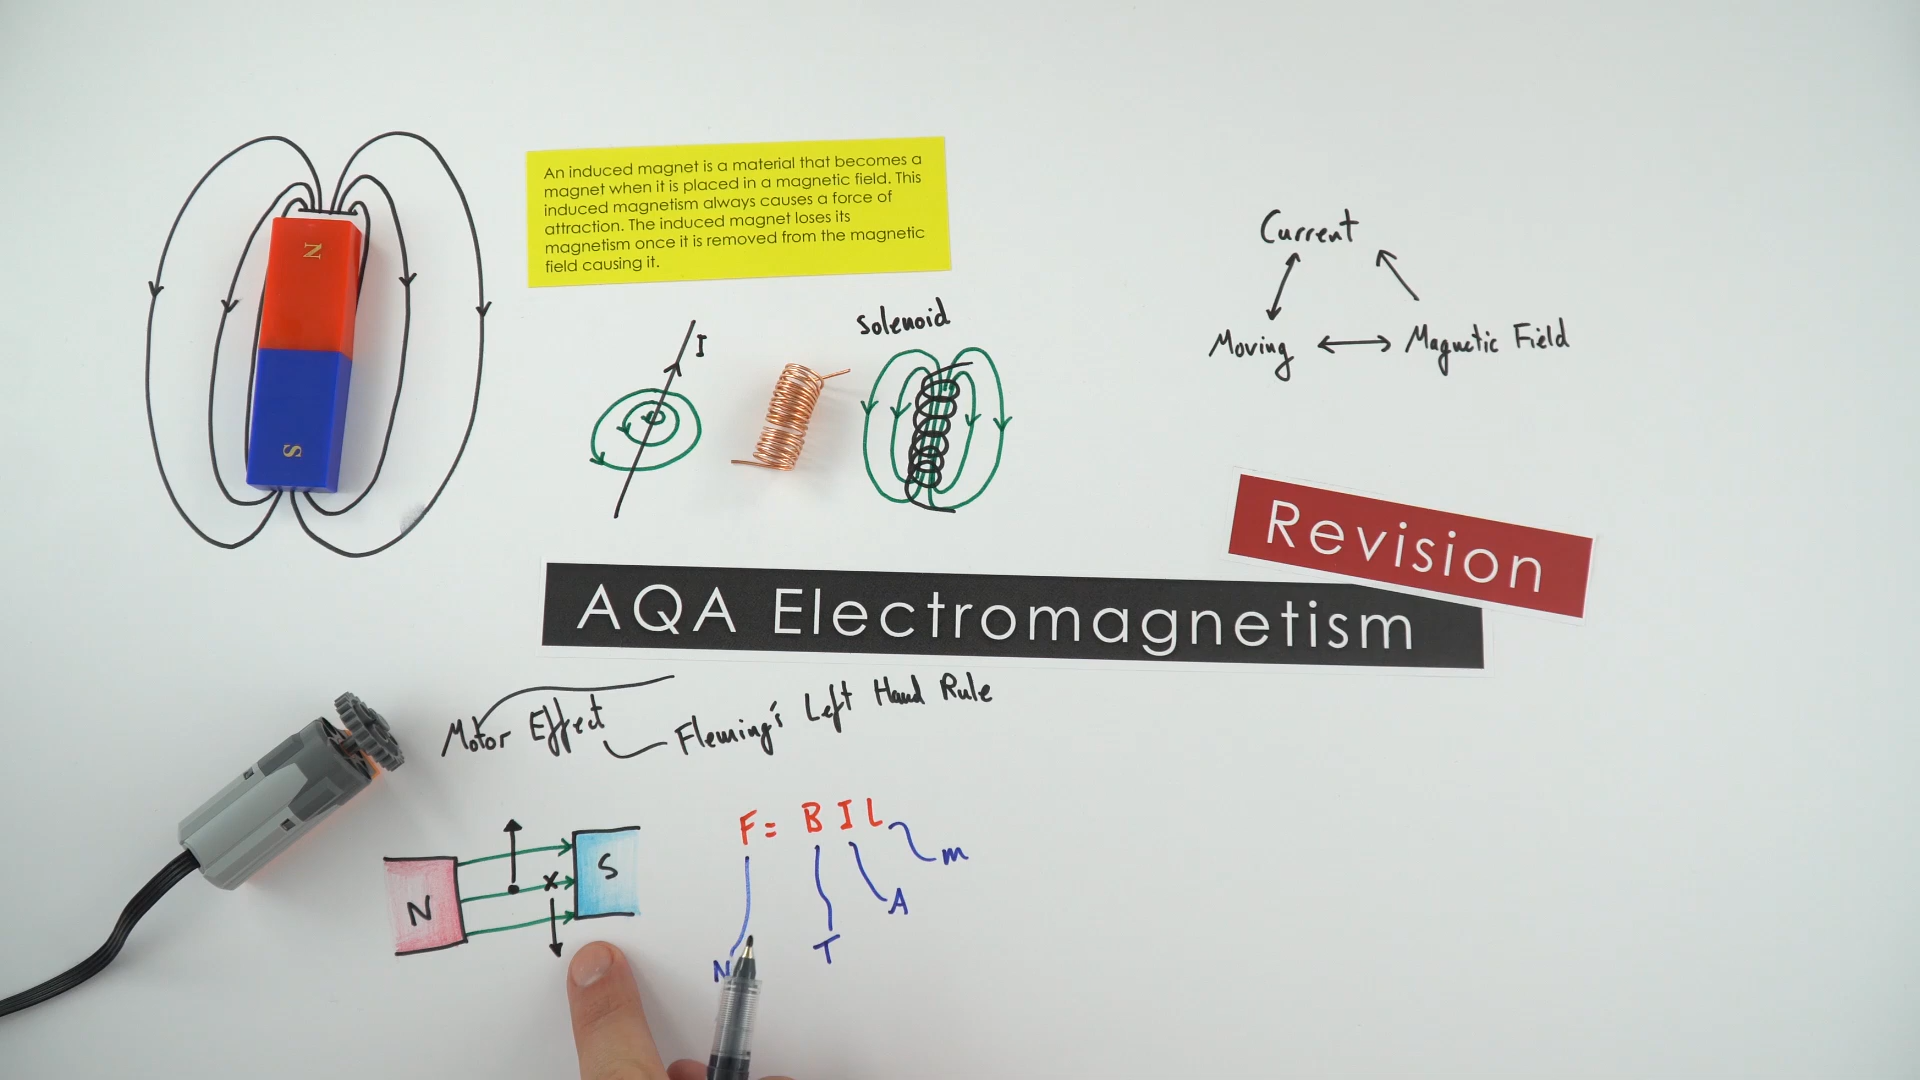 N
S
An induced magnet is a material that becomes a
magnet when it is placed in a magnetic field. This
induced magnetism always causes a force of
attraction. The induced magnet loses its
magnetism once it is removed from the magnetic
field causing it.
I
Solenoid
Current
Moving
Magnetic Field
Revision
AQA Electromagnetism
Motor Effect
Fleming's Left Hand Rule
N
S
x
F = B I L
m
A
T
N